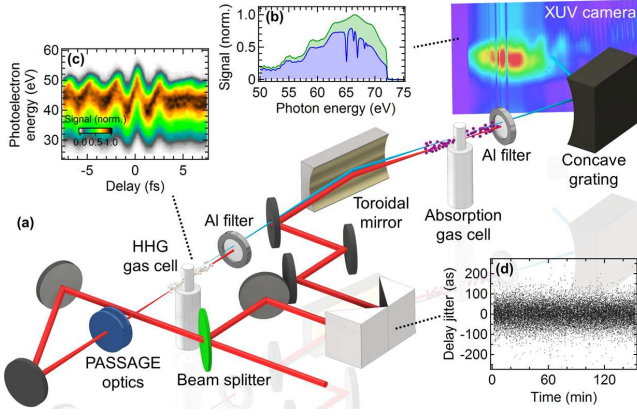 (b)
Signal (norm.)
1.0
0.5
0.0
50 55 60 65 70 75
Photon energy (eV)
XUV camera
(c)
Photoelectron
energy (eV)
60
50
40
30
Signal (norm.)
0.0 0.5 1.0
-5 0 5
Delay (fs)
Al filter
Concave
grating
Toroidal
mirror
Absorption
gas cell
(a)
Al filter
HHG
gas cell
PASSAGE
optics
Beam splitter
(d)
Delay jitter (as)
200
100
0
-100
-200
0 60 120
Time (min)